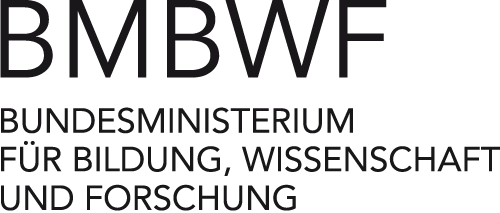 BMBWF
BUNDESMINISTERIUM
FÜR BILDUNG, WISSENSCHAFT
UND FORSCHUNG